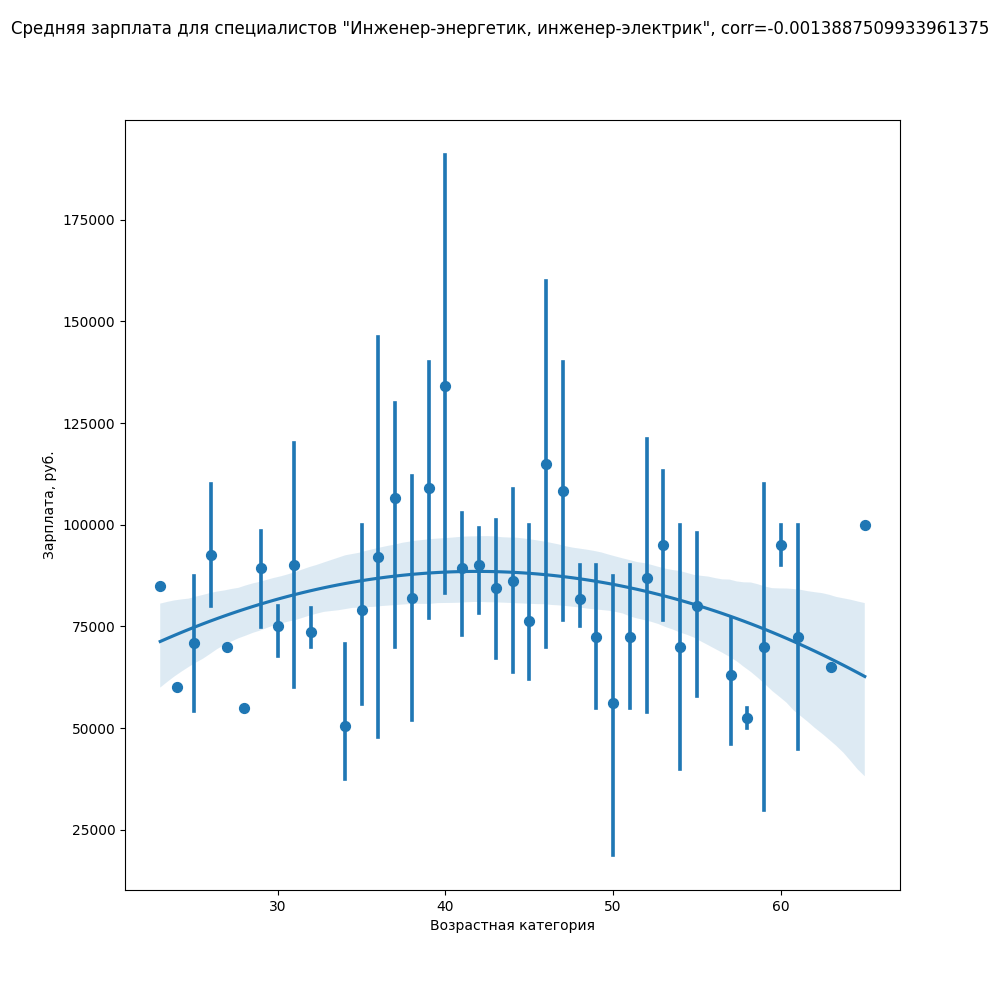 Средняя зарплата для специалистов "Инженер-энергетик, инженер-электрик", corr=-0.0013887509933961375
175000
150000
125000
100000
75000
50000
25000
Зарплата, руб.
30 40 50 60
Возрастная категория